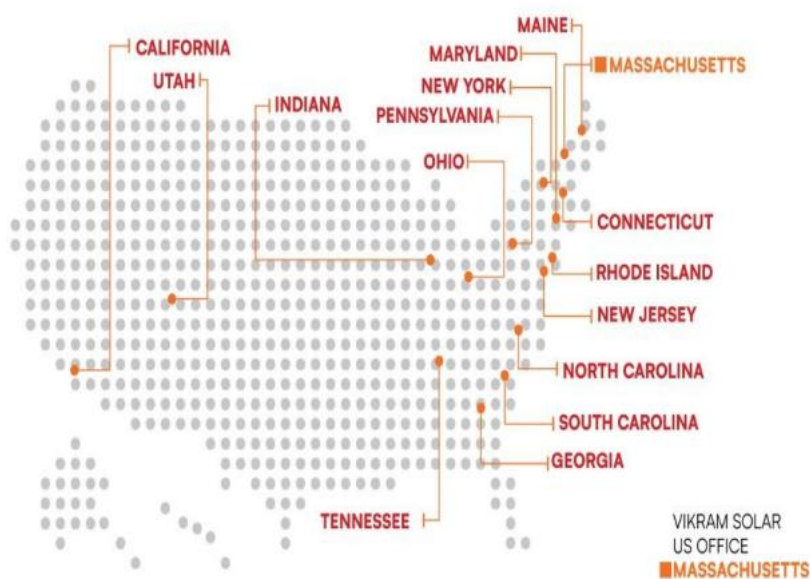 MAINE
CALIFORNIA
MARYLAND
MASSACHUSETTS
UTAH
NEW YORK
INDIANA
PENNSYLVANIA
OHIO
CONNECTICUT
RHODE ISLAND
NEW JERSEY
NORTH CAROLINA
SOUTH CAROLINA
GEORGIA
TENNESSEE
VIKRAM SOLAR
US OFFICE
MASSACHUSETTS